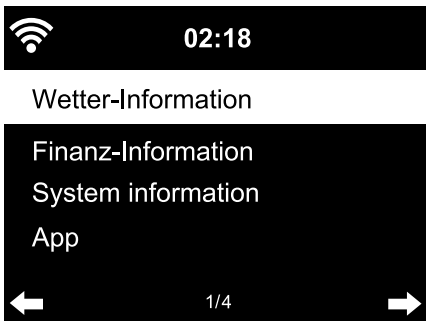 02:18
Wetter-Information
Finanz-Information
System information
App
1/4